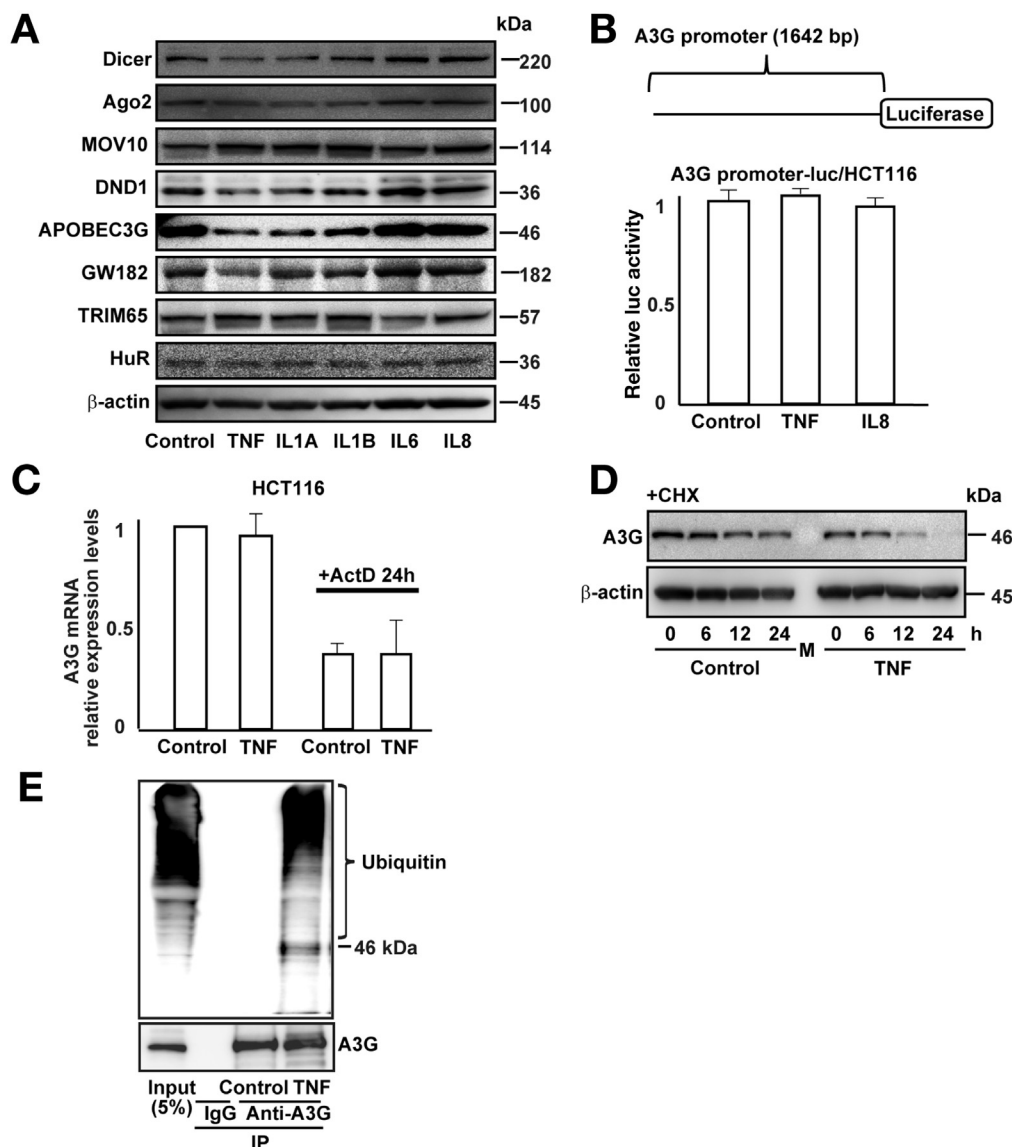 A
kDa
Dicer
220
Ago2
100
MOV10
114
DND1
36
APOBEC3G
46
GW182
182
TRIM65
57
HuR
36
β-actin
45
Control TNF IL1A IL1B IL6 IL8
B
A3G promoter (1642 bp)
Luciferase
A3G promoter-luc/HCT116
Relative luc activity
1
0.5
0
Control TNF IL8
C
HCT116
A3G mRNA
relative expression levels
1
0.5
0
+ActD 24h
Control TNF Control TNF
D
+CHX
kDa
A3G
46
β-actin
45
0 6 12 24 0 6 12 24 h
M
Control TNF
E
Ubiquitin
46 kDa
A3G
Input Control TNF
(5%) IgG Anti-A3G
IP